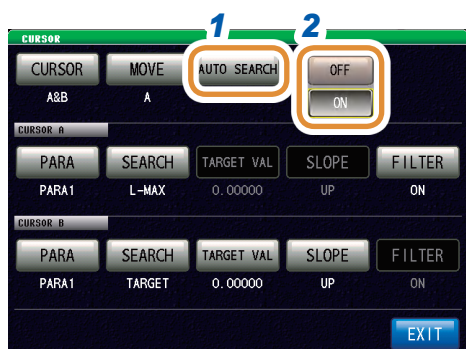 1 2
CURSOR
CURSOR MOVE AUTO SEARCH OFF
ON
A&B A
CURSOR A
PARA SEARCH TARGET VAL SLOPE FILTER
PARA1 L-MAX 0.00000 UP ON
CURSOR B
PARA SEARCH TARGET VAL SLOPE FILTER
PARA1 TARGET 0.00000 UP ON
EXIT